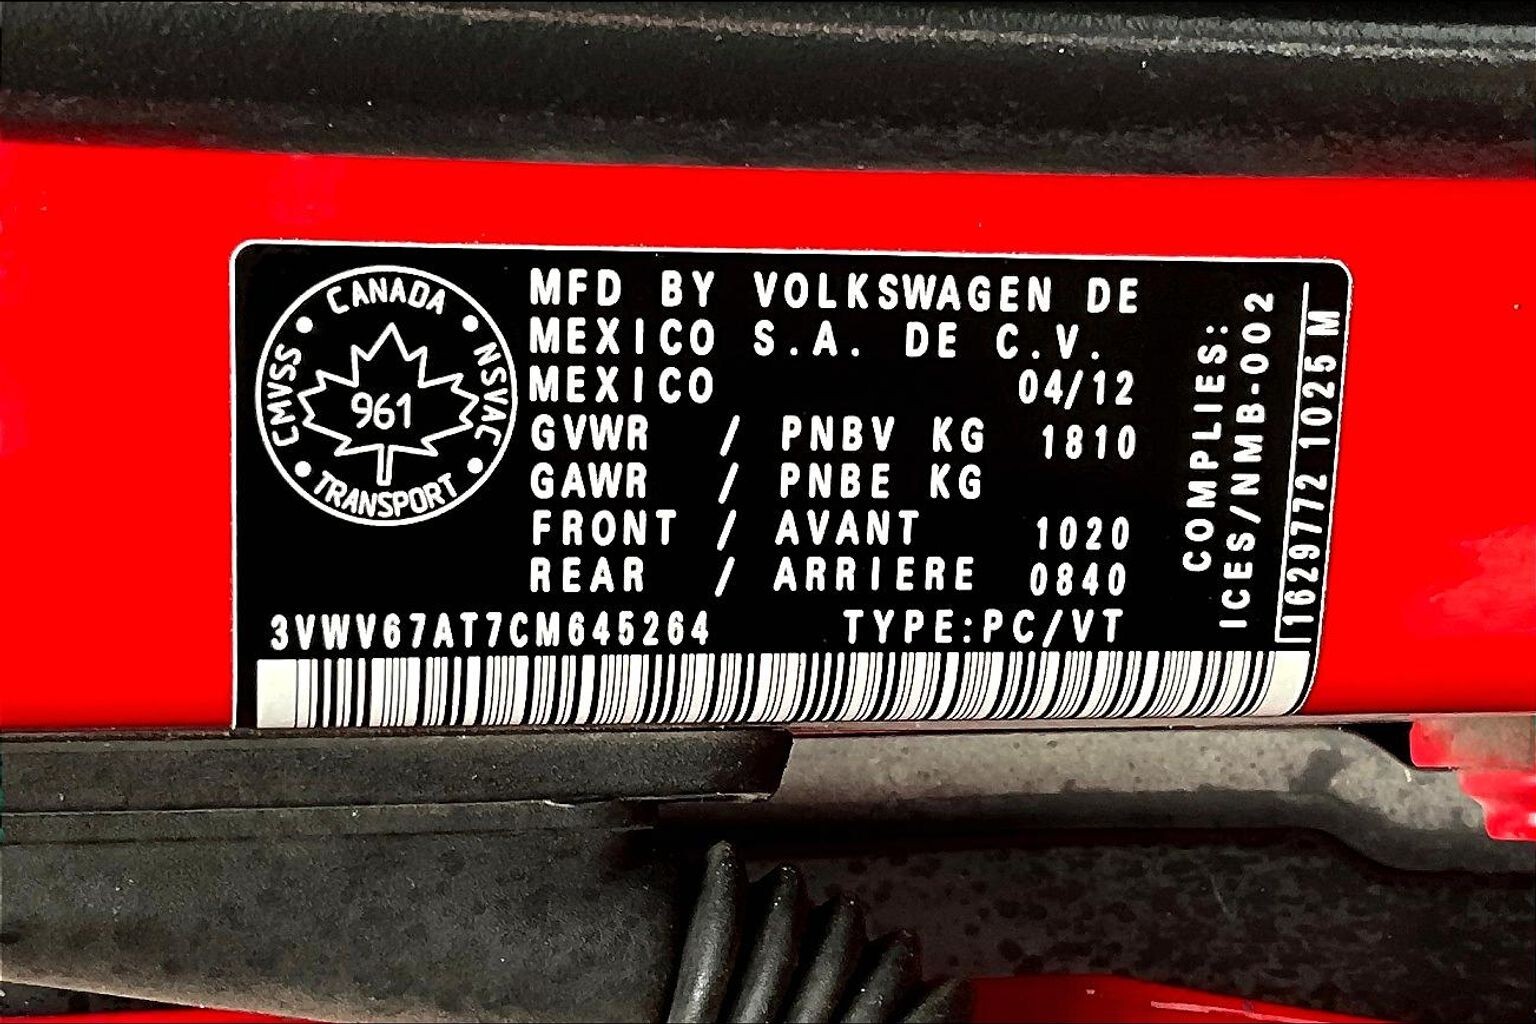 CANADA
CMVSS
NSVAC
961
TRANSPORT
MFD BY VOLKSWAGEN DE
MEXICO S.A. DE C.V.
MEXICO 04/12
GVWR / PNBV KG 1810
GAWR / PNBE KG
FRONT / AVANT 1020
REAR / ARRIERE 0840
3VWV67AT7CM645264 TYPE:PC/VT
COMPLIES:
ICES/NMB-002
1629772 1025 M